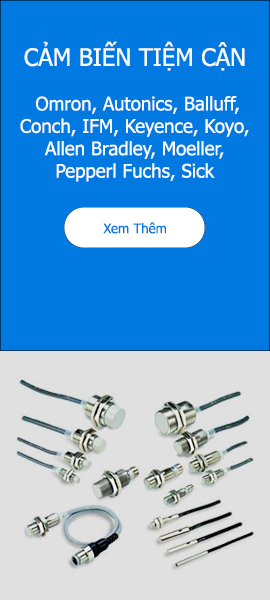 CẢM BIẾN TIỆM CẬN
Omron, Autonics, Balluff,
Conch, IFM, Keyence, Koyo,
Allen Bradley, Moeller,
Pepperl Fuchs, Sick
Xem Thêm